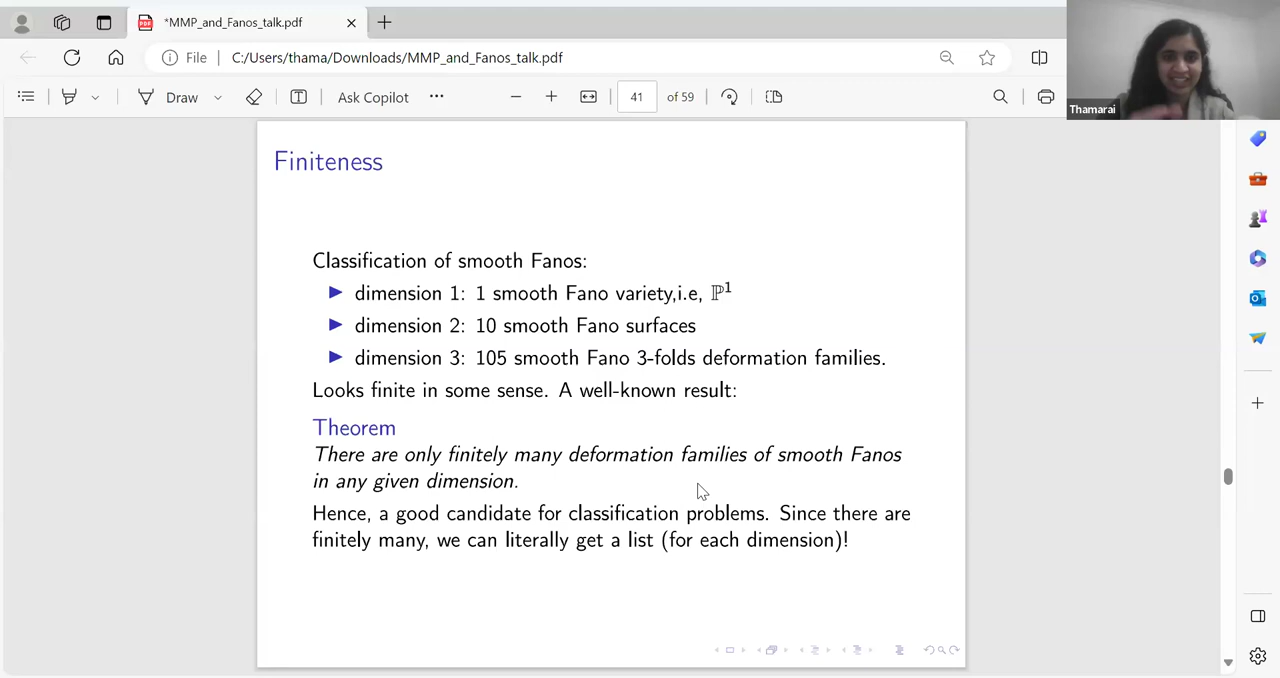 *MMP_and_Fanos_talk.pdf
File
C:/Users/thama/Downloads/MMP_and_Fanos_talk.pdf
Draw
Ask Copilot
41
of 59
Thamarai
Finiteness
Classification of smooth Fanos:
▶ dimension 1: 1 smooth Fano variety,i.e, ℙ¹
▶ dimension 2: 10 smooth Fano surfaces
▶ dimension 3: 105 smooth Fano 3-folds deformation families.
Looks finite in some sense. A well-known result:
Theorem
There are only finitely many deformation families of smooth Fanos
in any given dimension.
Hence, a good candidate for classification problems. Since there are
finitely many, we can literally get a list (for each dimension)!